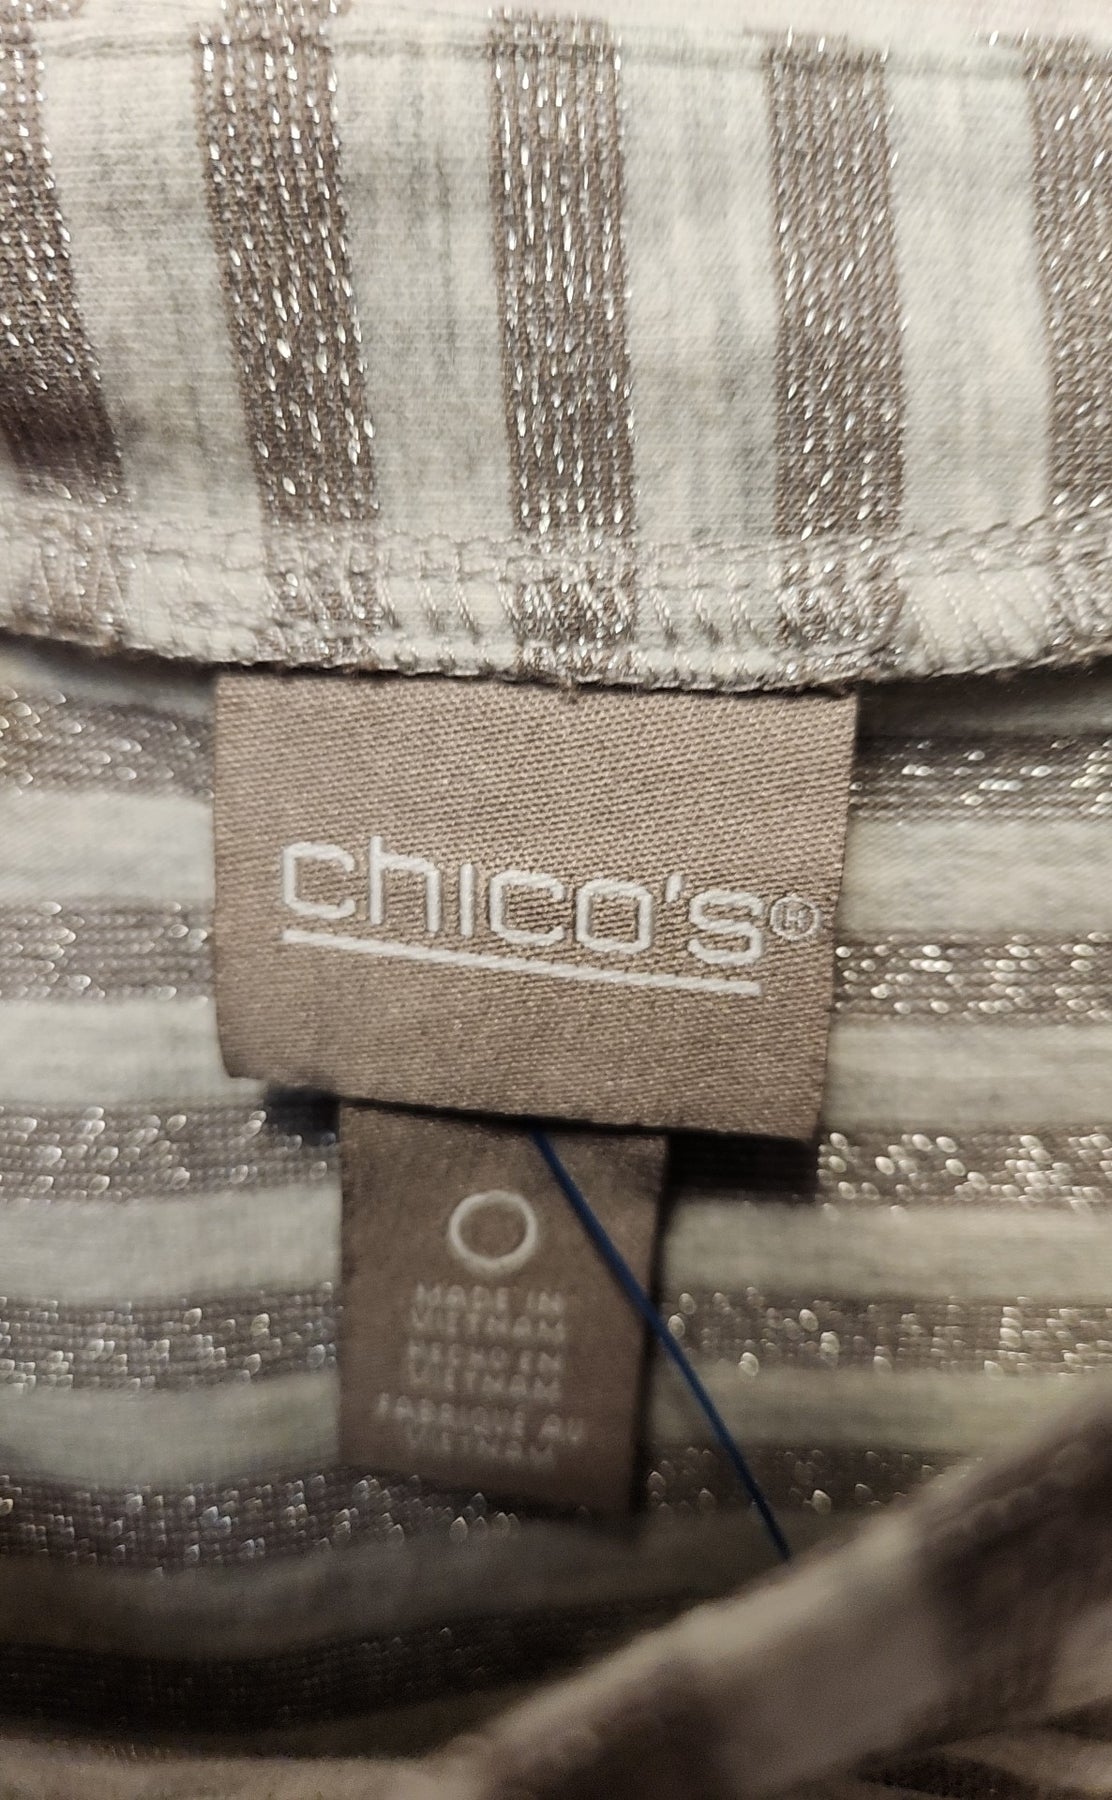 chico's®
0
MADE IN
VIETNAM
HECHO EN
VIETNAM
FABRIQUÉ AU
VIETNAM